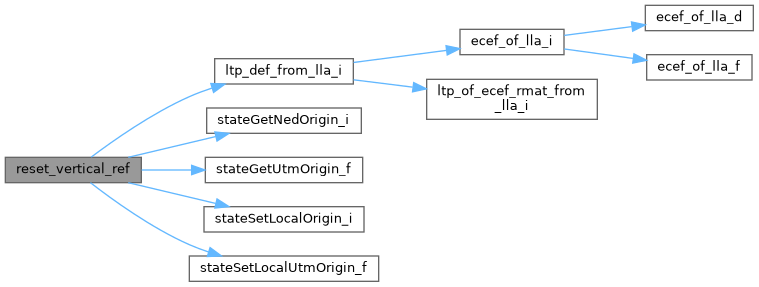 reset_vertical_ref
ltp_def_from_lla_i
stateGetNedOrigin_i
stateGetUtmOrigin_f
stateSetLocalOrigin_i
stateSetLocalUtmOrigin_f
ecef_of_lla_i
ltp_of_ecef_rmat_from
_lla_i
ecef_of_lla_d
ecef_of_lla_f